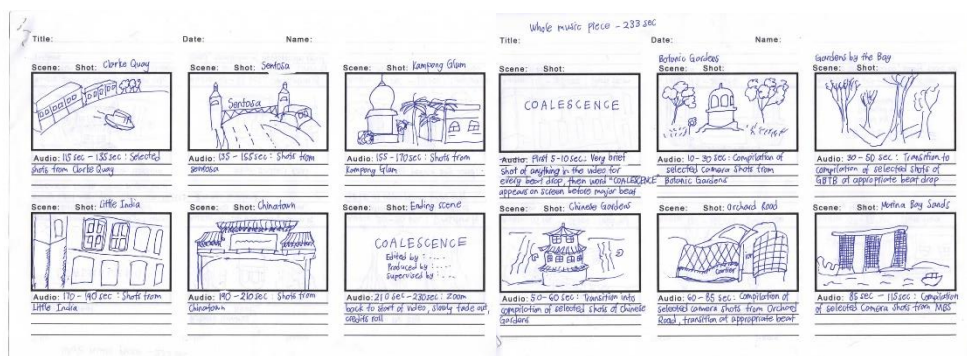 Title:
Date:
Name:
Scene:
Shot: Clarke Quay
Scene:
Shot: Sentosa
Scene:
Shot: Kampong Glam
Sentosa
Audio: 115 sec - 135 sec : Selected
shots from Clarke Quay
Audio: 135 - 155 sec : Shots from
sentosa
Audio: 155 - 170 sec : Shots from
Kampong Glam
Scene:
Shot: Little India
Scene:
Shot: Chinatown
Scene:
Shot: Ending scene
COALESCENCE
Edited by : ....
Produced by : ....
Supervised by : ....
Audio: 170 - 190 sec : Shots from
Little India
Audio: 190 - 210 sec : Shots from
Chinatown
Audio: 210 sec - 230 sec : Zoom
back to start of video, slowly fade out,
credits roll
Whole music piece - 233 sec
Title:
Date:
Name:
Scene:
Shot:
Botanic Gardens
Scene:
Shot:
Gardens by the Bay
Scene:
Shot:
COALESCENCE
Audio: First 5-10 sec : Very brief
shot of anything in the video for
every beat drop, then word "COALESCENCE"
appears on screen before major beat
Audio: 10 - 30 sec : Compilation of
selected camera shots from
Botanic Gardens
Audio: 30 - 50 sec : Transition to
compilation of selected shots of
GBTB at appropriate beat drop
Scene:
Shot: Chinese Gardens
Scene:
Shot: Orchard Road
Scene:
Shot: Marina Bay Sands
Audio: 50 - 60 sec : Transition into
compilation of selected shots of Chinese
Gardens
Audio: 60 - 85 sec : Compilation of
selected camera shots from Orchard
Road, transition at appropriate beat
Audio: 85 sec - 115 sec : Compilation
of selected camera shots from MBS